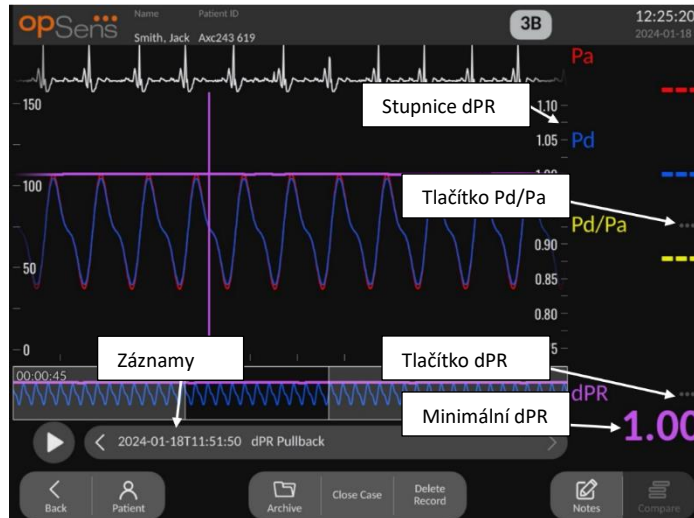 opSens
Name Patient ID
Smith, Jack Axc243 619
3B
12:25:20
2024-01-18
Pa
150
Stupnice dPR
1.10
1.05
Pd
100
Tlačítko Pd/Pa
Pd/Pa
0.90
50
0.85
0.80
0
Záznamy
Tlačítko dPR
00:00:45
dPR
Minimální dPR
1.00
2024-01-18T11:51:50 dPR Pullback
Back
Patient
Archive
Close Case
Delete
Record
Notes
Compare